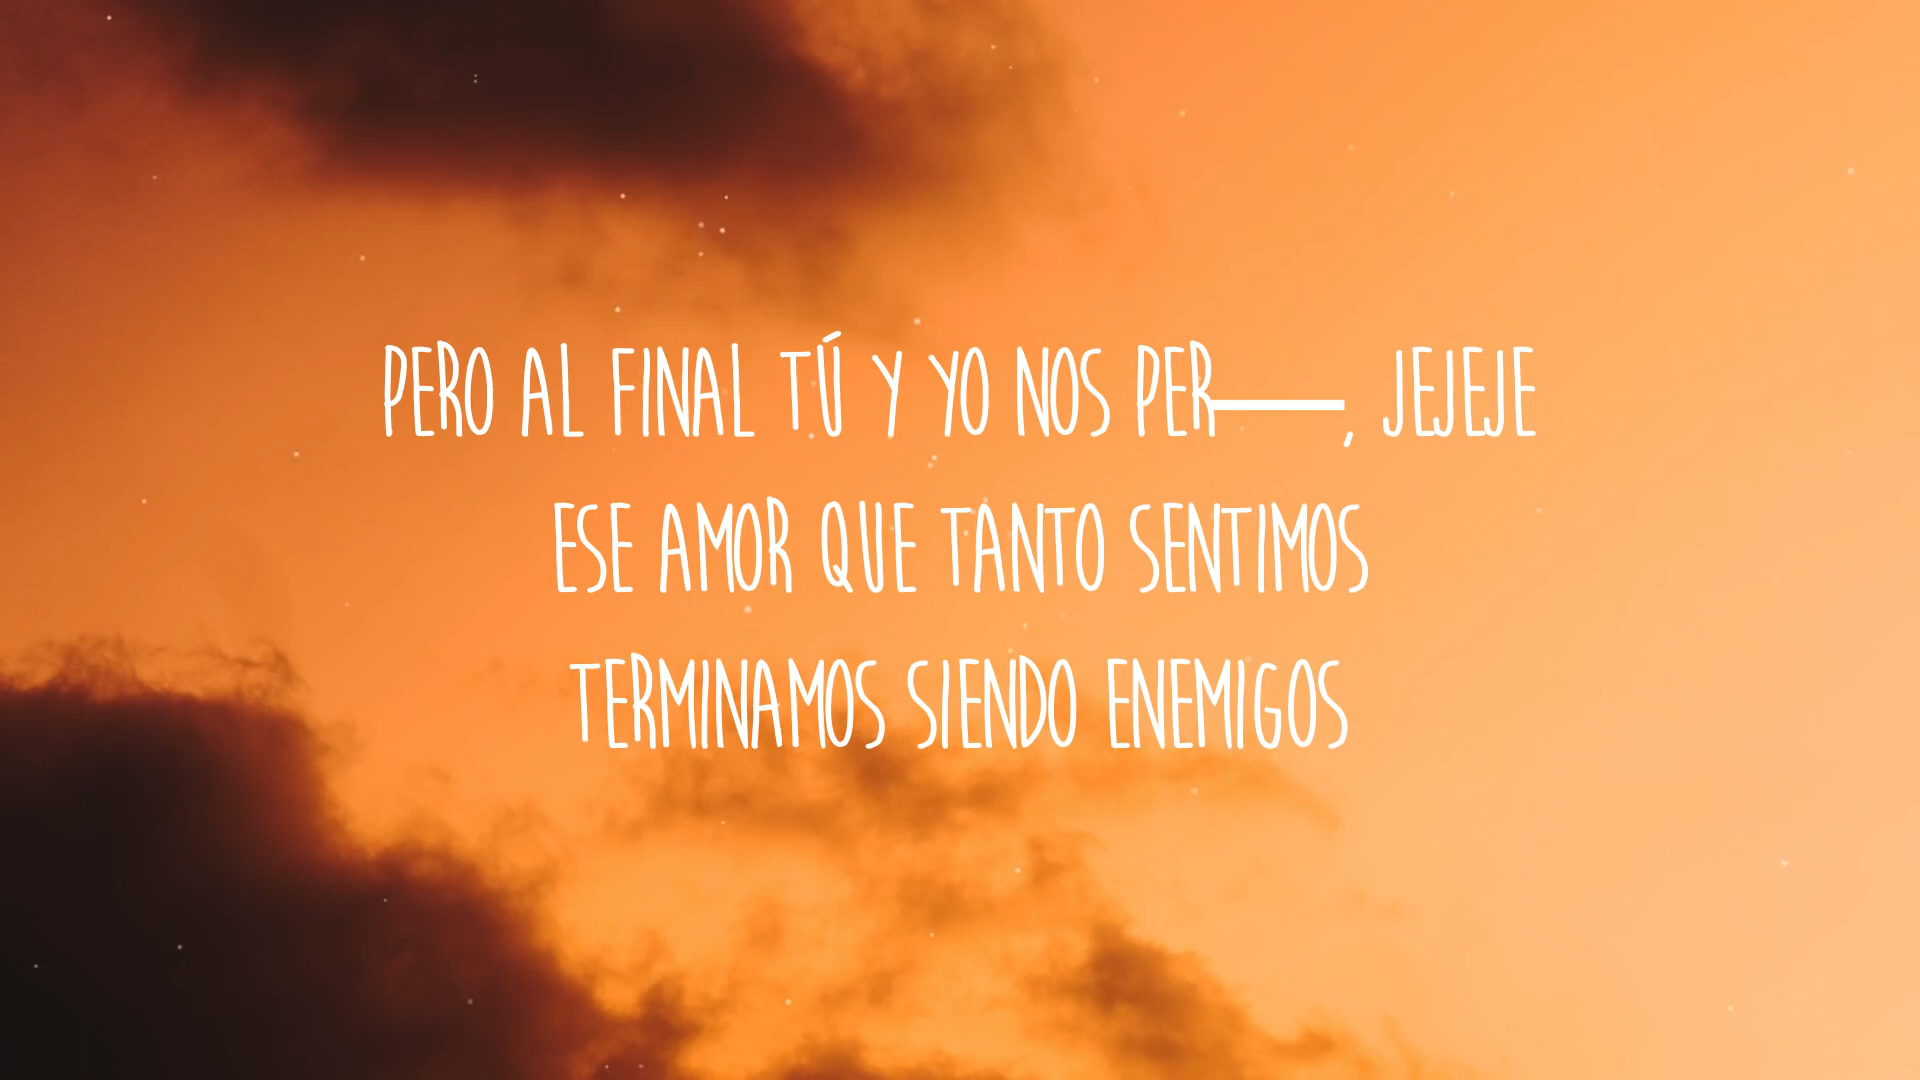 PERO AL FINAL TÚ Y YO NOS PER——, JEJEJE
ESE AMOR QUE TANTO SENTIMOS
TERMINAMOS SIENDO ENEMIGOS